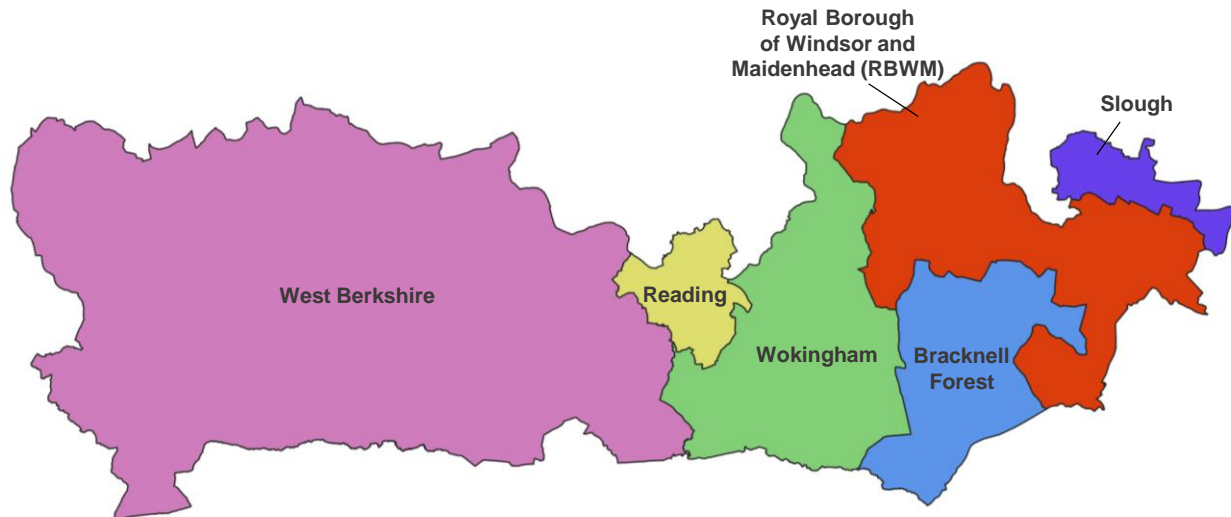 Royal Borough
of Windsor and
Maidenhead (RBWM)
Slough
West Berkshire
Reading
Wokingham
Bracknell
Forest